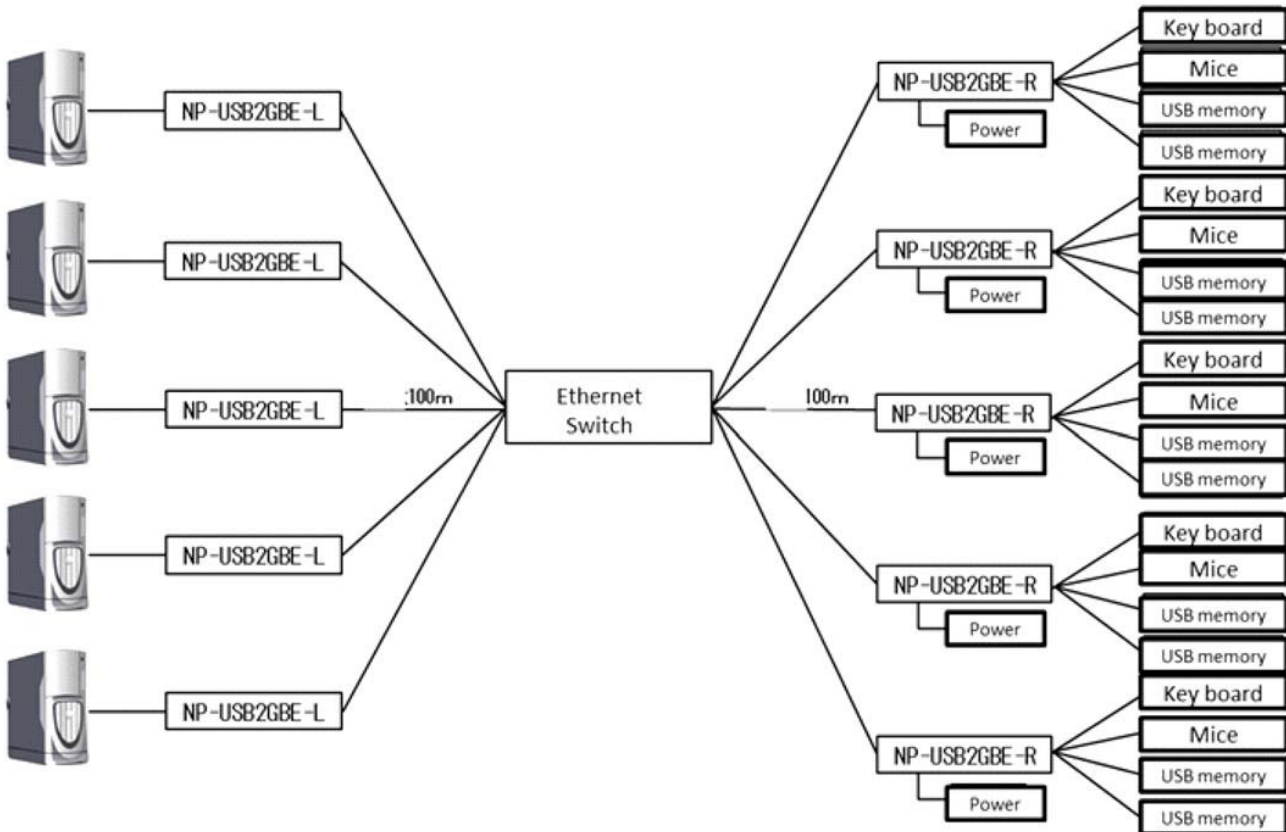 Key board
NP-USB2GBE-R
Mice
NP-USB2GBE-L
USB memory
Power
USB memory
Key board
NP-USB2GBE-R
Mice
NP-USB2GBE-L
USB memory
Power
USB memory
Key board
Ethernet
Switch
:100m
100m
NP-USB2GBE-L
NP-USB2GBE-R
Mice
USB memory
Power
USB memory
Key board
NP-USB2GBE-L
NP-USB2GBE-R
Mice
USB memory
Power
USB memory
Key board
NP-USB2GBE-L
Mice
NP-USB2GBE-R
USB memory
Power
USB memory